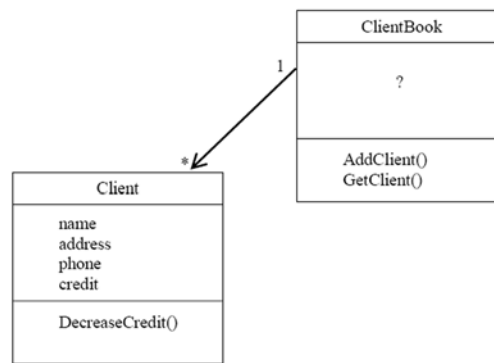 ClientBook
?
AddClient()
GetClient()
1
*
Client
name
address
phone
credit
DecreaseCredit()